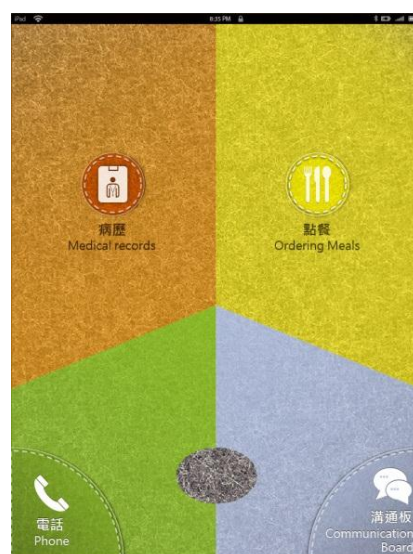 iPad 8:35 PM
病歷
Medical records
點餐
Ordering Meals
電話
Phone
溝通板
Communication
Board